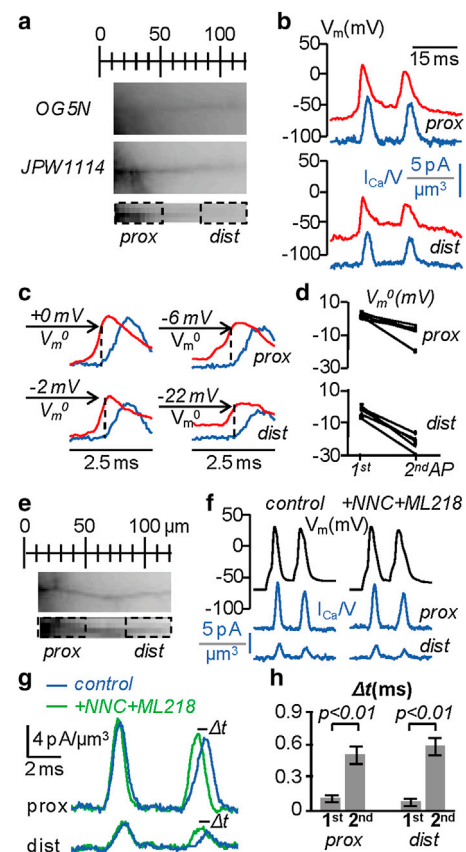 a
0 50 100
OG5N
JPW1114
prox dist
b
Vm(mV)
15 ms
50
0
-50
-100
prox
ICa/V 5 pA
μm³
50
0
-50
-100
dist
c
+0 mV
Vm⁰
-6 mV
Vm⁰
prox
-2 mV
Vm⁰
-22 mV
Vm⁰
dist
2.5 ms 2.5 ms
d
Vm⁰(mV)
10
-10
-30
prox
10
-10
-30
dist
1st 2nd AP
e
0 50 100 μm
prox dist
f
control +NNC+ML218
Vm(mV)
50
0
-50
-100
ICa/V
prox
5 pA
μm³
dist
g
control
+NNC+ML218
4 pA/μm³
2 ms
Δt
prox
Δt
dist
h
Δt(ms)
p<0.01 p<0.01
0.9
0.6
0.3
0
1st 2nd 1st 2nd
prox dist